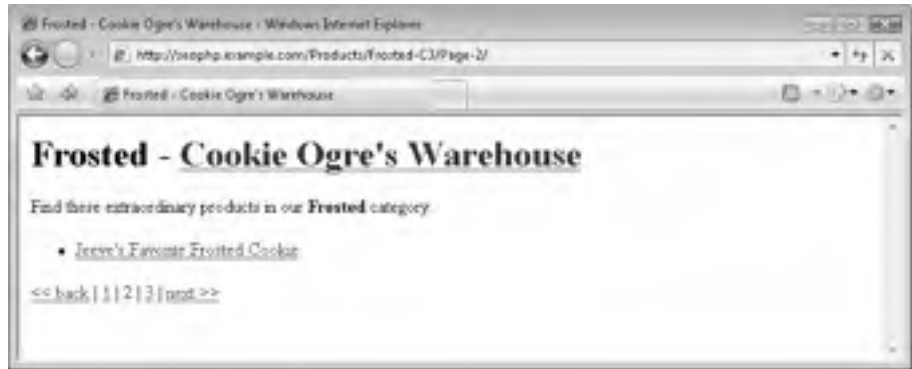 Frosted - Cookie Ogre's Warehouse - Windows Internet Explorer
http://seophp.example.com/Products/Frosted-C3/Page-2/
Frosted - Cookie Ogre's Warehouse
Frosted - Cookie Ogre's Warehouse
Find these extraordinary products in our Frosted category.
• Jeeve's Favorite Frosted Cookie
<< back | 1 | 2 | 3 | next >>